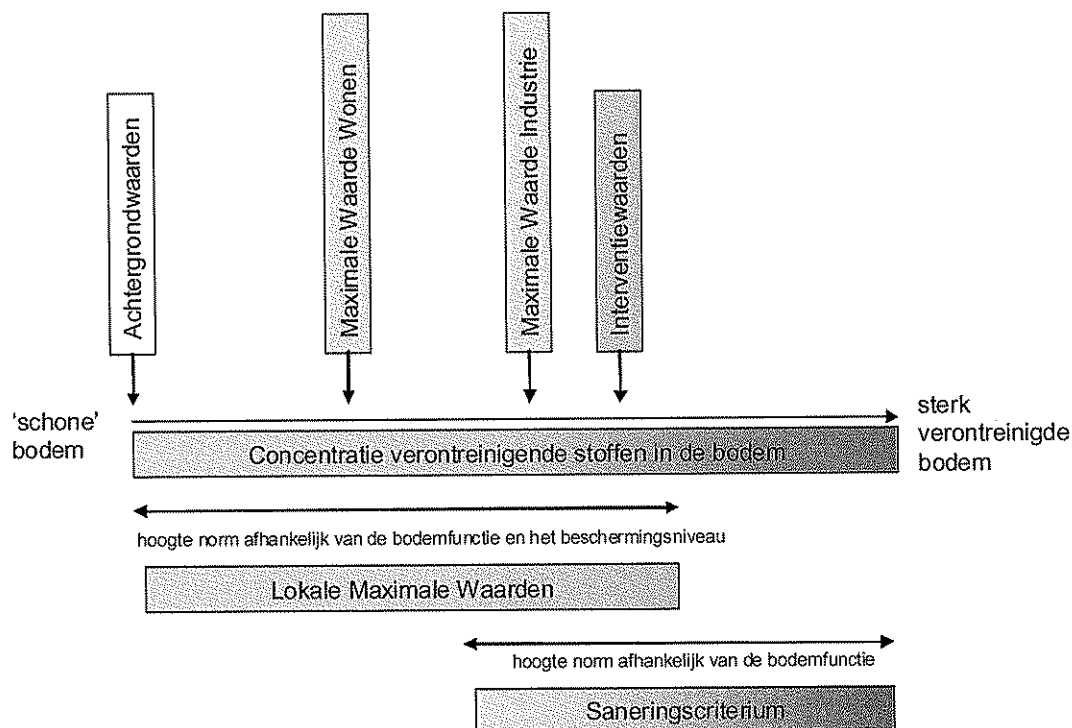 Achtergrondwaarden
Maximale Waarde Wonen
Maximale Waarde Industrie
Interventiewaarden
'schone'
bodem
sterk
verontreinigde
bodem
Concentratie verontreinigende stoffen in de bodem
hoogte norm afhankelijk van de bodemfunctie en het beschermingsniveau
Lokale Maximale Waarden
hoogte norm afhankelijk van de bodemfunctie
Saneringscriterium